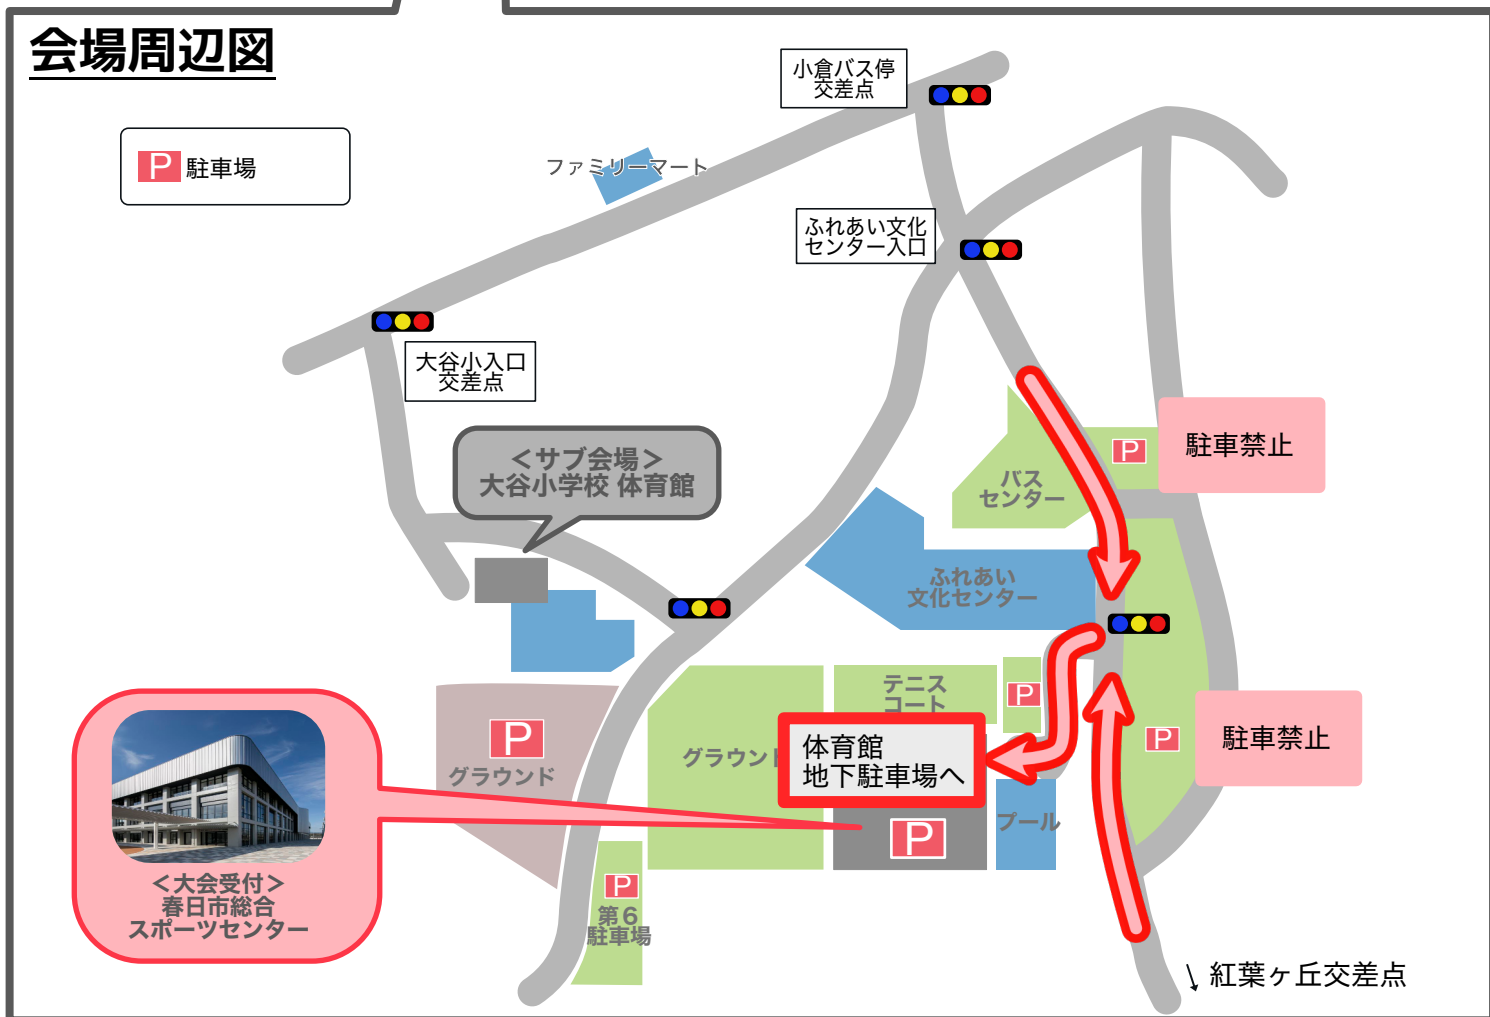 会場周辺図
P 駐車場
小倉バス停
交差点
ファミリーマート
ふれあい文化
センター入口
大谷小入口
交差点
＜サブ会場＞
大谷小学校 体育館
P
駐車禁止
バス
センター
ふれあい
文化センター
テニス
コート
P
P
駐車禁止
P
グラウンド
グラウン
体育館
地下駐車場へ
P
プール
P
第6
駐車場
＜大会受付＞
春日市総合
スポーツセンター
紅葉ヶ丘交差点